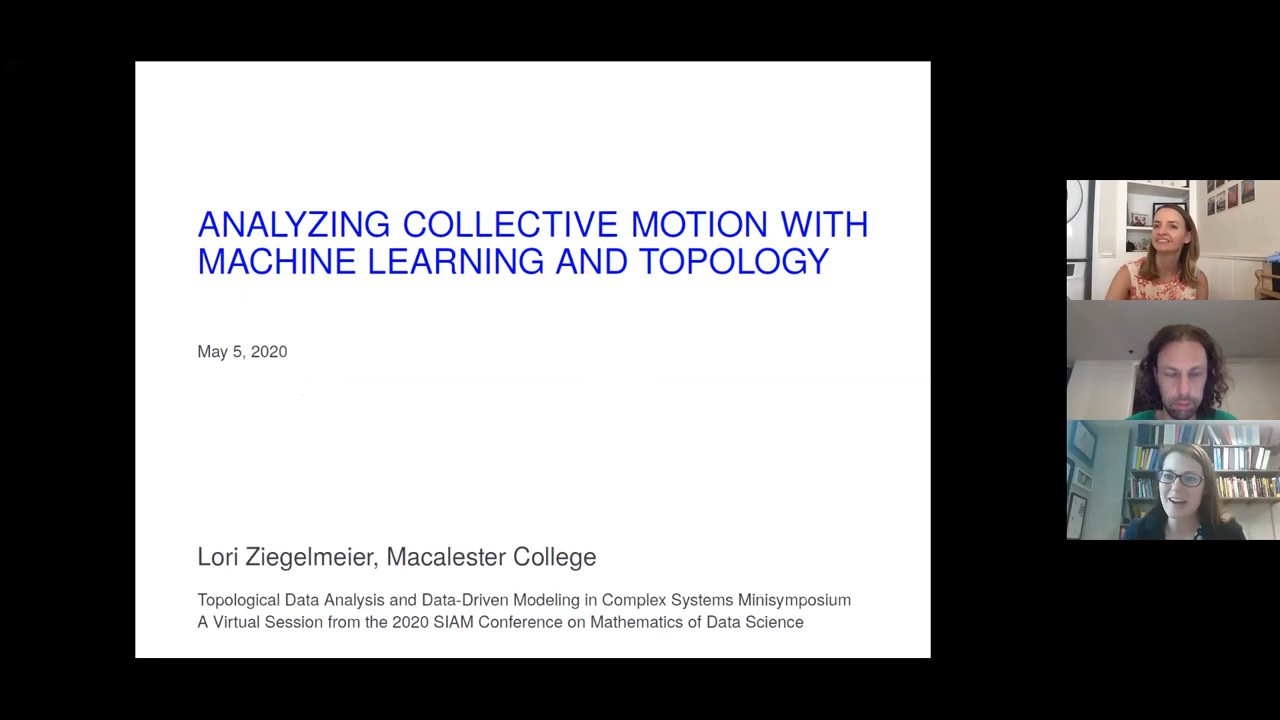 ANALYZING COLLECTIVE MOTION WITH
MACHINE LEARNING AND TOPOLOGY
May 5, 2020
Lori Ziegelmeier, Macalester College
Topological Data Analysis and Data-Driven Modeling in Complex Systems Minisymposium
A Virtual Session from the 2020 SIAM Conference on Mathematics of Data Science